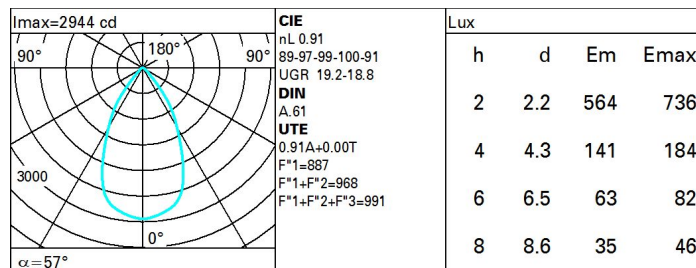 Imax=2944 cd
90°
180°
90°
3000
0°
α=57°
CIE
nL 0.91
89-97-99-100-91
UGR 19.2-18.8
DIN
A.61
UTE
0.91A+0.00T
F"1=887
F"1+F"2=968
F"1+F"2+F"3=991
Lux
h d Em Emax
2 2.2 564 736
4 4.3 141 184
6 6.5 63 82
8 8.6 35 46